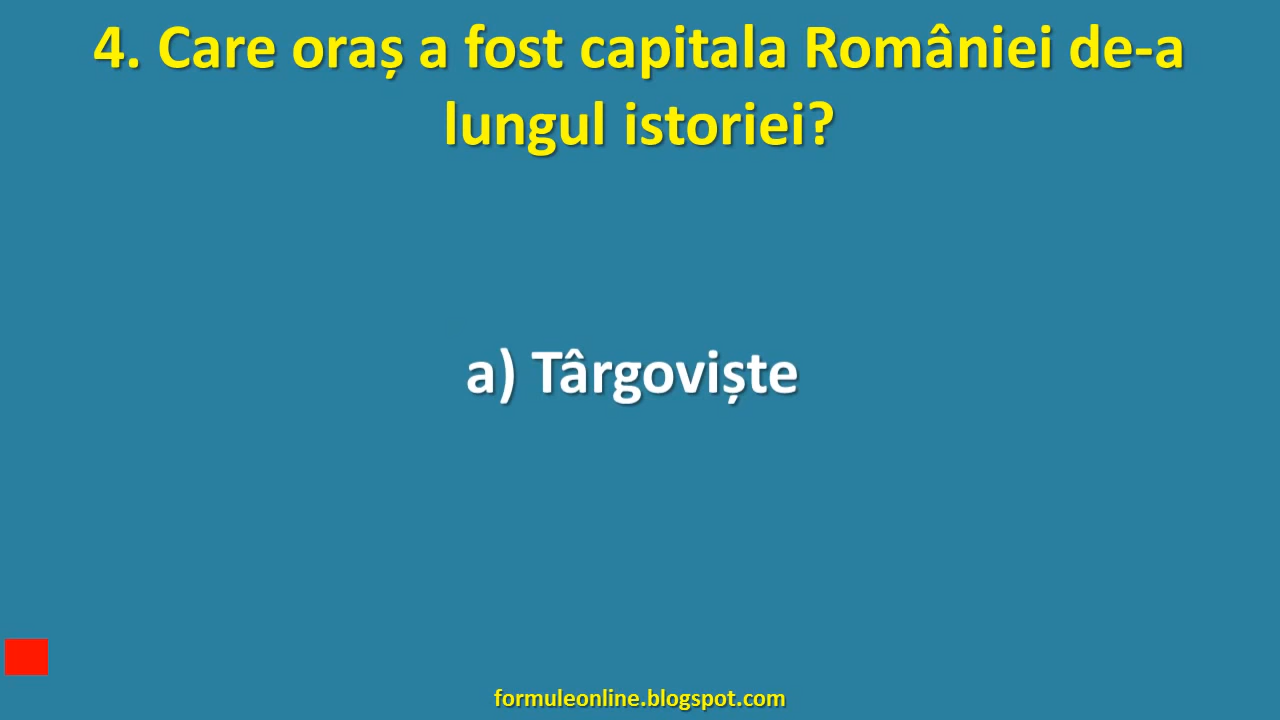 4. Care oraș a fost capitala României de-a
lungul istoriei?
a) Târgoviște
formuleonline.blogspot.com